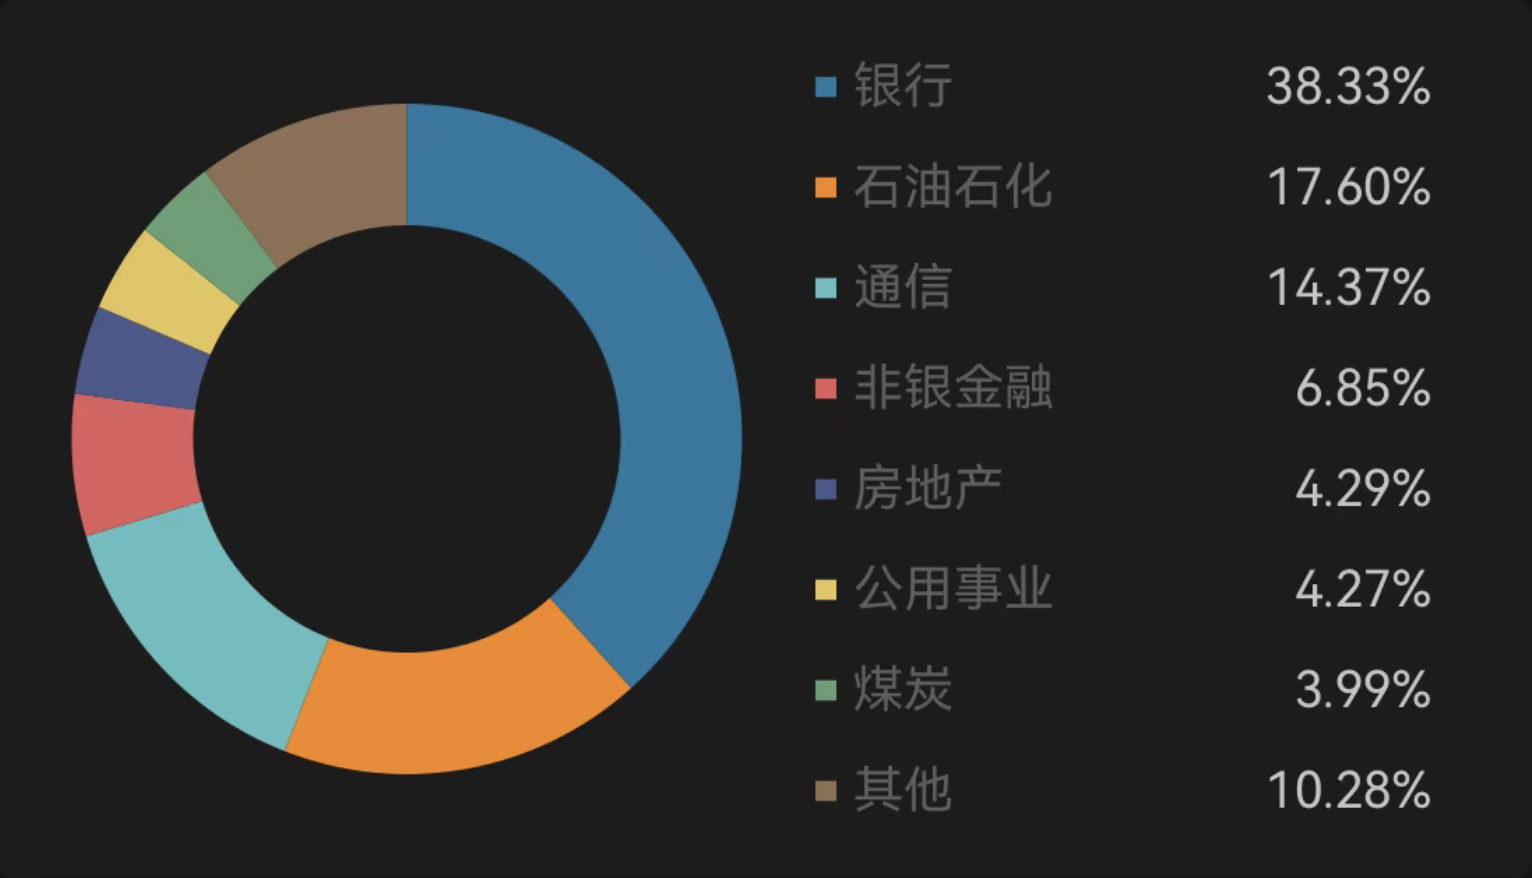 银行 38.33%
石油石化 17.60%
通信 14.37%
非银金融 6.85%
房地产 4.29%
公用事业 4.27%
煤炭 3.99%
其他 10.28%